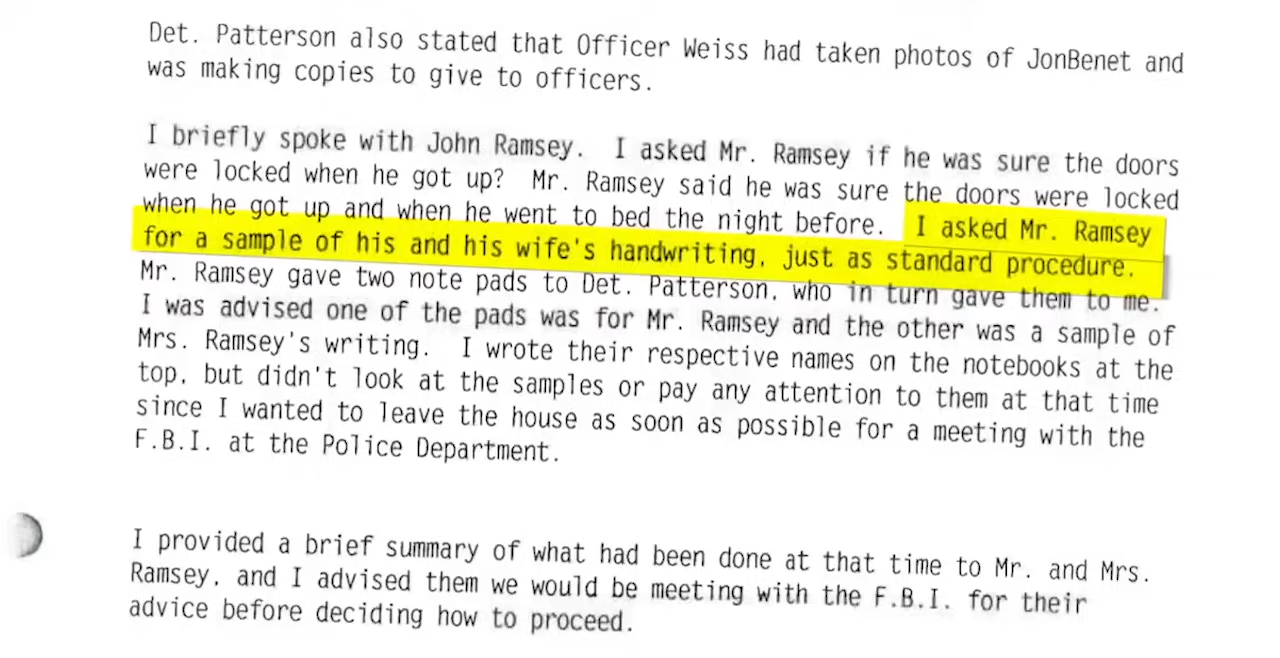 Det. Patterson also stated that Officer Weiss had taken photos of JonBenet and
was making copies to give to officers.
I briefly spoke with John Ramsey. I asked Mr. Ramsey if he was sure the doors
were locked when he got up? Mr. Ramsey said he was sure the doors were locked
when he got up and when he went to bed the night before. I asked Mr. Ramsey
for a sample of his and his wife's handwriting, just as standard procedure.
Mr. Ramsey gave two note pads to Det. Patterson, who in turn gave them to me.
I was advised one of the pads was for Mr. Ramsey and the other was a sample of
Mrs. Ramsey's writing. I wrote their respective names on the notebooks at the
top, but didn't look at the samples or pay any attention to them at that time
since I wanted to leave the house as soon as possible for a meeting with the
F.B.I. at the Police Department.
I provided a brief summary of what had been done at that time to Mr. and Mrs.
Ramsey, and I advised them we would be meeting with the F.B.I. for their
advice before deciding how to proceed.